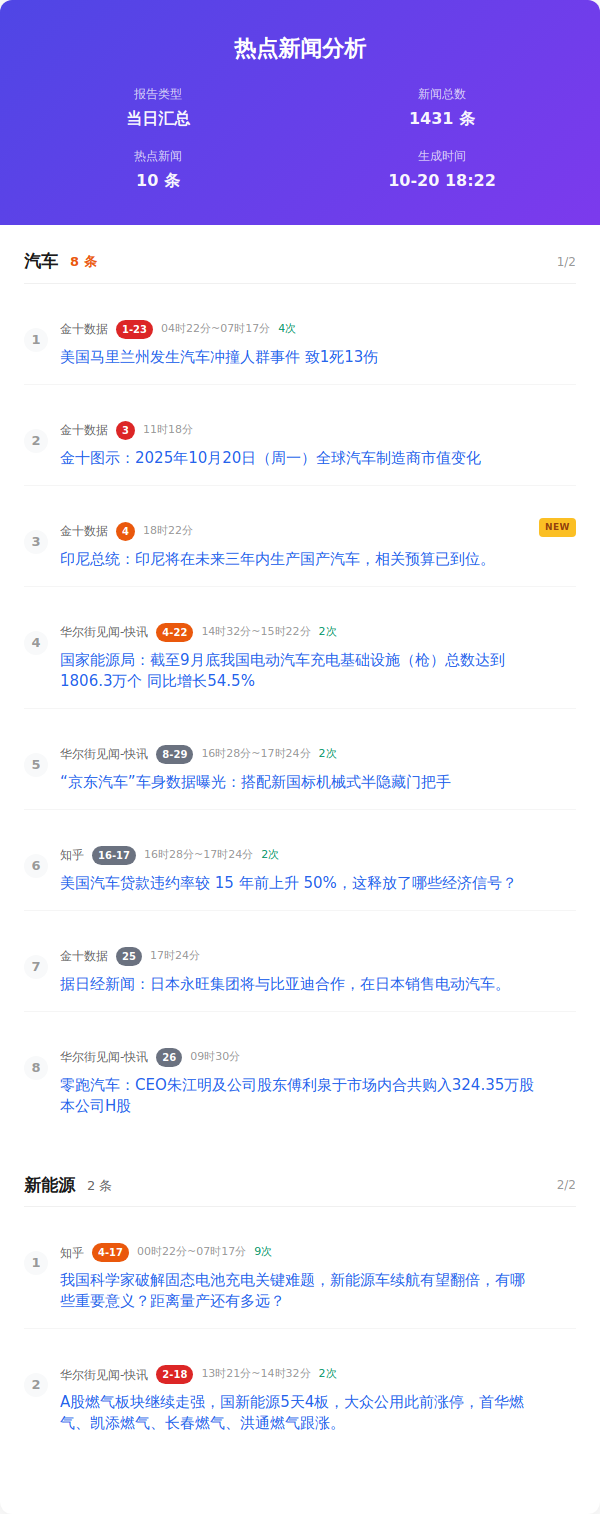 热点新闻分析
报告类型
新闻总数
当日汇总
1431 条
热点新闻
生成时间
10 条
10-20 18:22
汽车 8 条 1/2
1 金十数据 1-23 04时22分~07时17分 4次
美国马里兰州发生汽车冲撞人群事件 致1死13伤
2 金十数据 3 11时18分
金十图示：2025年10月20日（周一）全球汽车制造商市值变化
3 金十数据 4 18时22分 NEW
印尼总统：印尼将在未来三年内生产国产汽车，相关预算已到位。
4 华尔街见闻-快讯 4-22 14时32分~15时22分 2次
国家能源局：截至9月底我国电动汽车充电基础设施（枪）总数达到
1806.3万个 同比增长54.5%
5 华尔街见闻-快讯 8-29 16时28分~17时24分 2次
“京东汽车”车身数据曝光：搭配新国标机械式半隐藏门把手
6 知乎 16-17 16时28分~17时24分 2次
美国汽车贷款违约率较 15 年前上升 50%，这释放了哪些经济信号？
7 金十数据 25 17时24分
据日经新闻：日本永旺集团将与比亚迪合作，在日本销售电动汽车。
8 华尔街见闻-快讯 26 09时30分
零跑汽车：CEO朱江明及公司股东傅利泉于市场内合共购入324.35万股
本公司H股
新能源 2 条 2/2
1 知乎 4-17 00时22分~07时17分 9次
我国科学家破解固态电池充电关键难题，新能源车续航有望翻倍，有哪
些重要意义？距离量产还有多远？
2 华尔街见闻-快讯 2-18 13时21分~14时32分 2次
A股燃气板块继续走强，国新能源5天4板，大众公用此前涨停，首华燃
气、凯添燃气、长春燃气、洪通燃气跟涨。